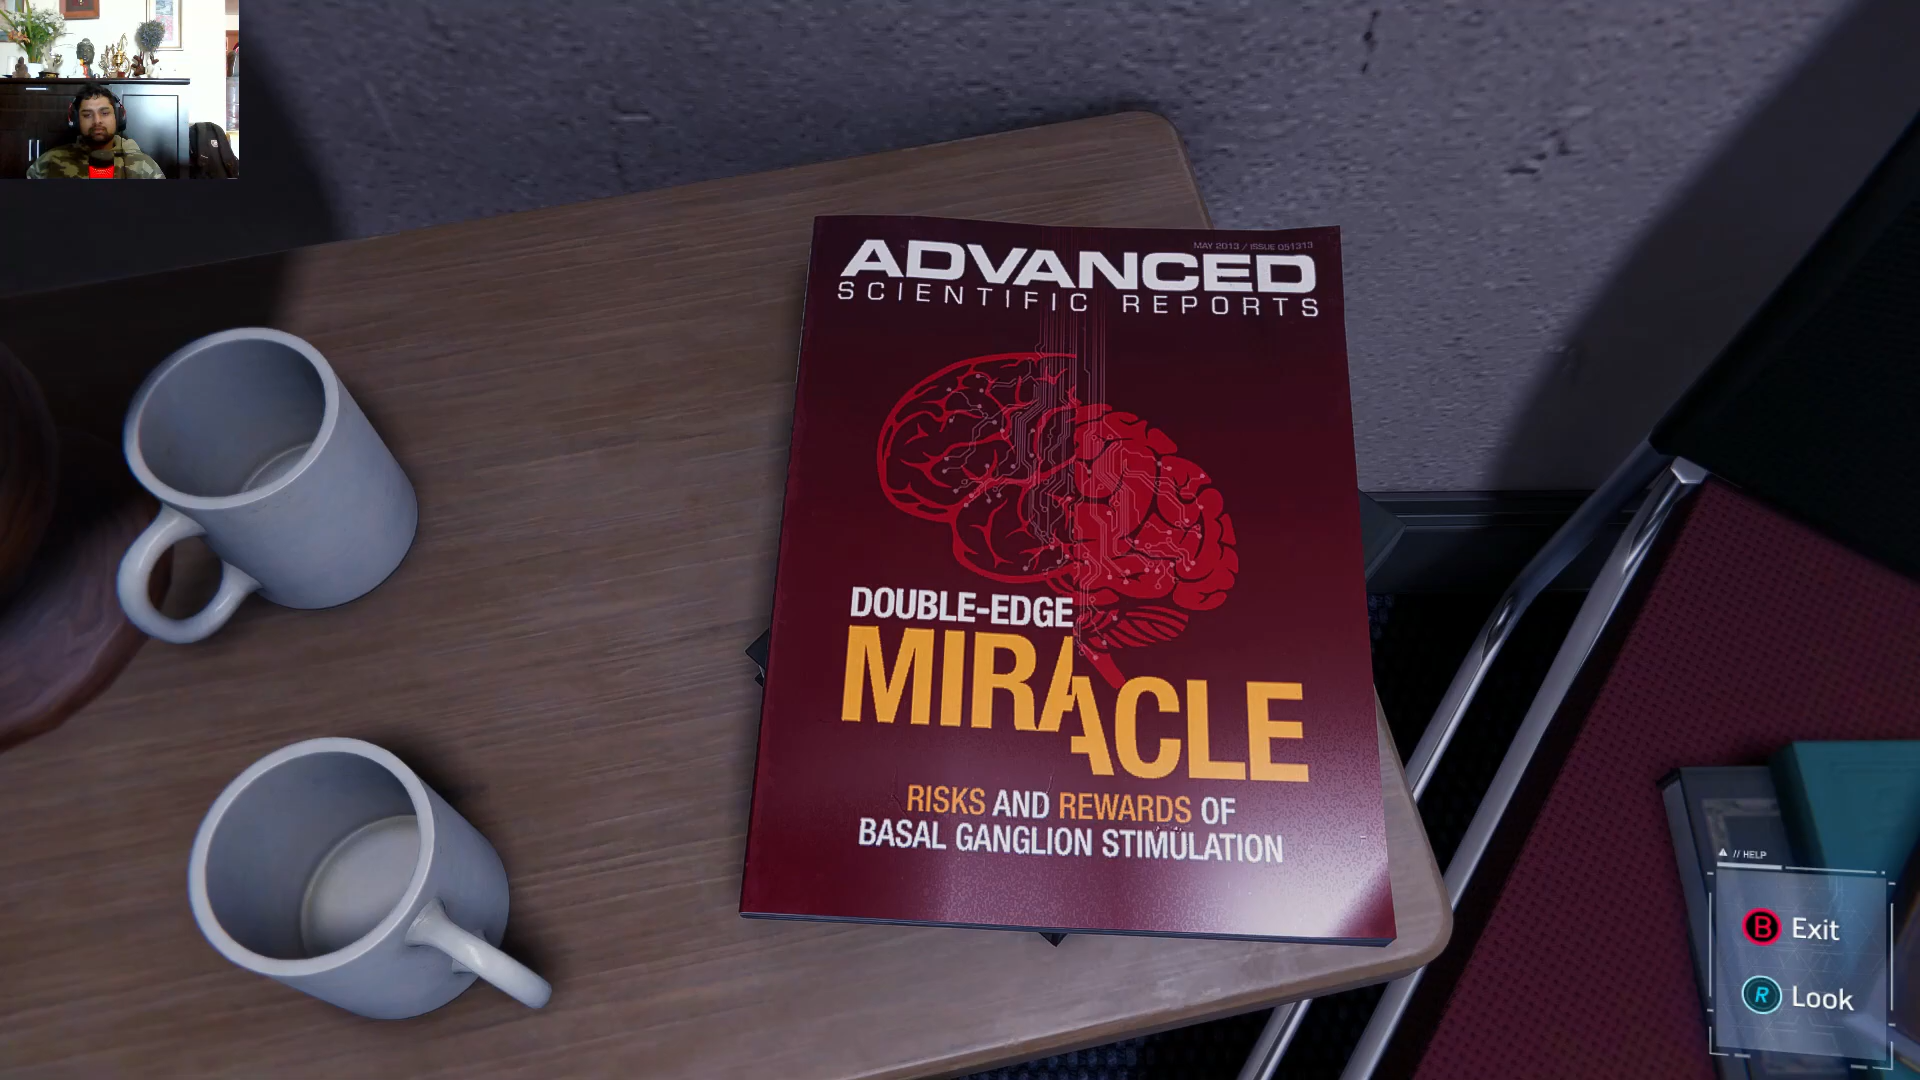 MAY 2013 / ISSUE 051313
ADVANCED
SCIENTIFIC REPORTS
DOUBLE-EDGE
MIRACLE
RISKS AND REWARDS OF
BASAL GANGLION STIMULATION
// HELP
B Exit
R Look